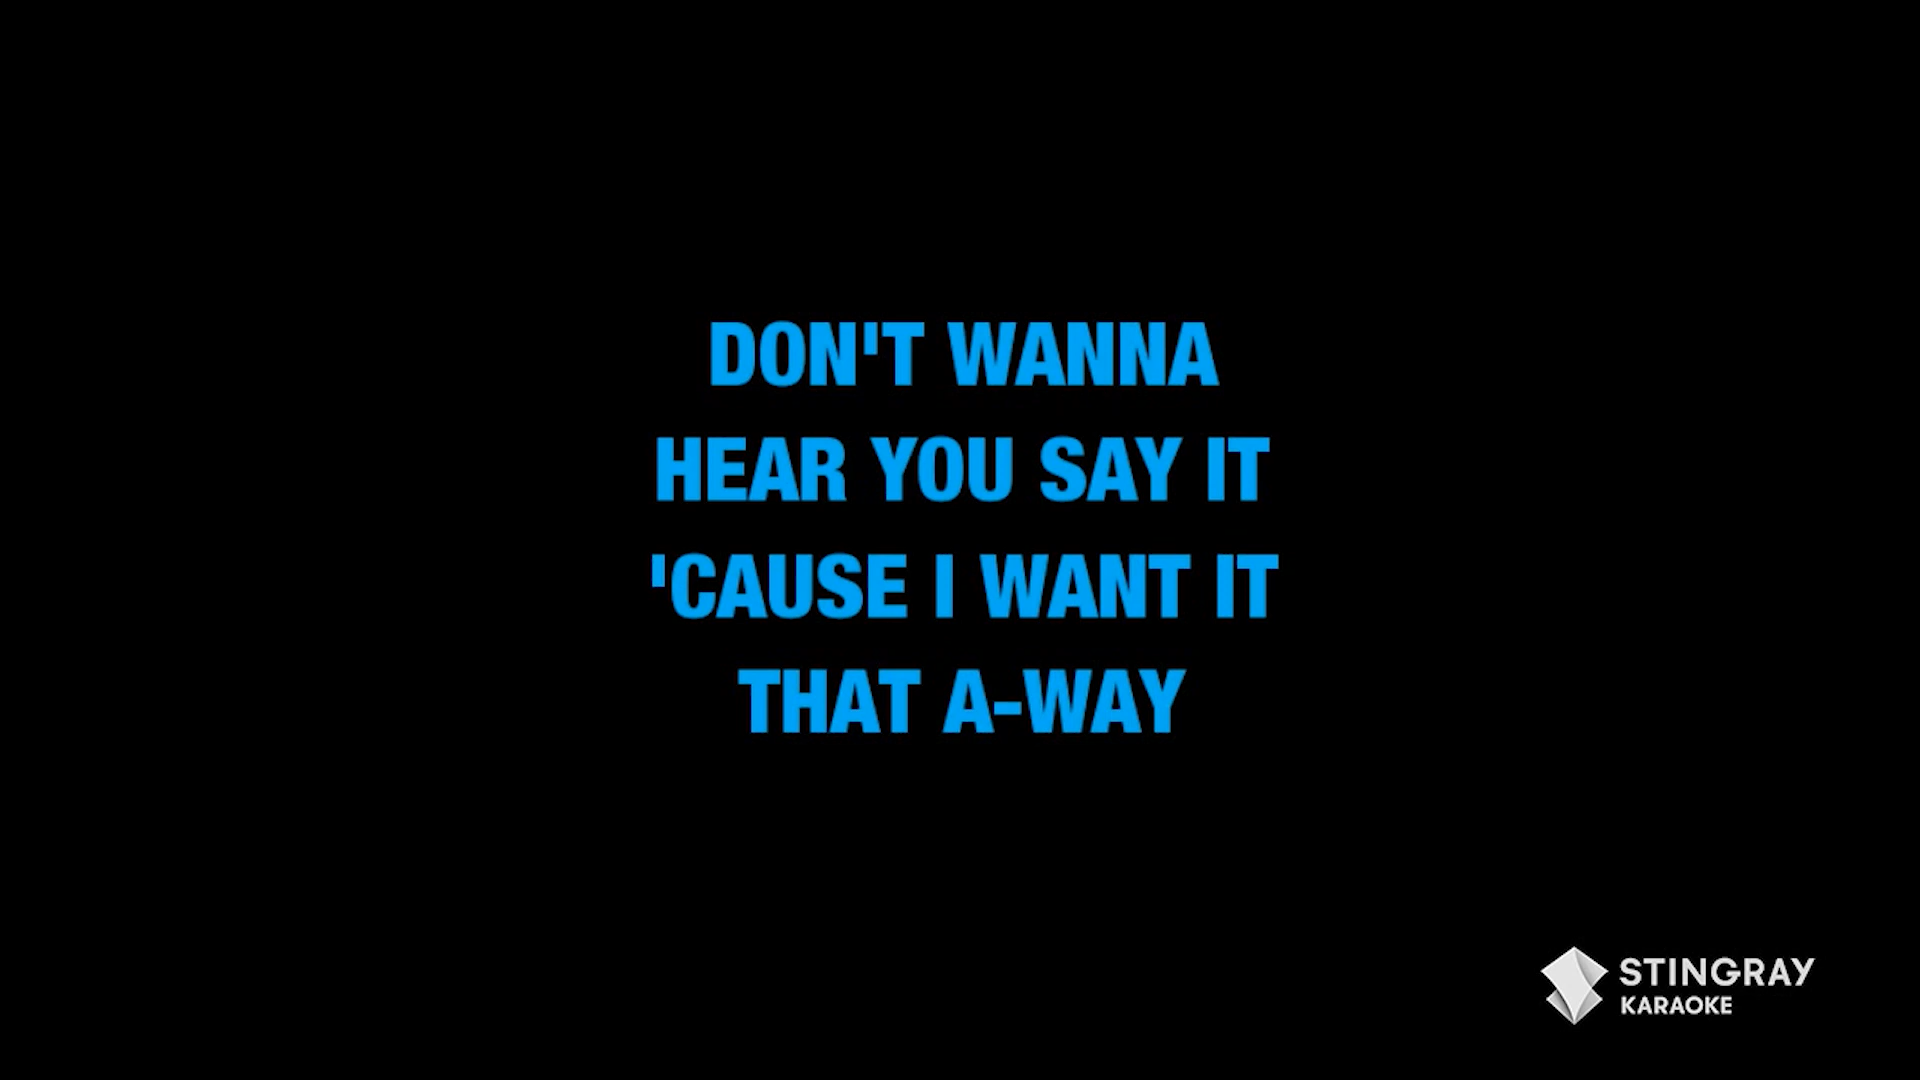 DON'T WANNA
HEAR YOU SAY IT
'CAUSE I WANT IT
THAT A-WAY
STINGRAY
KARAOKE